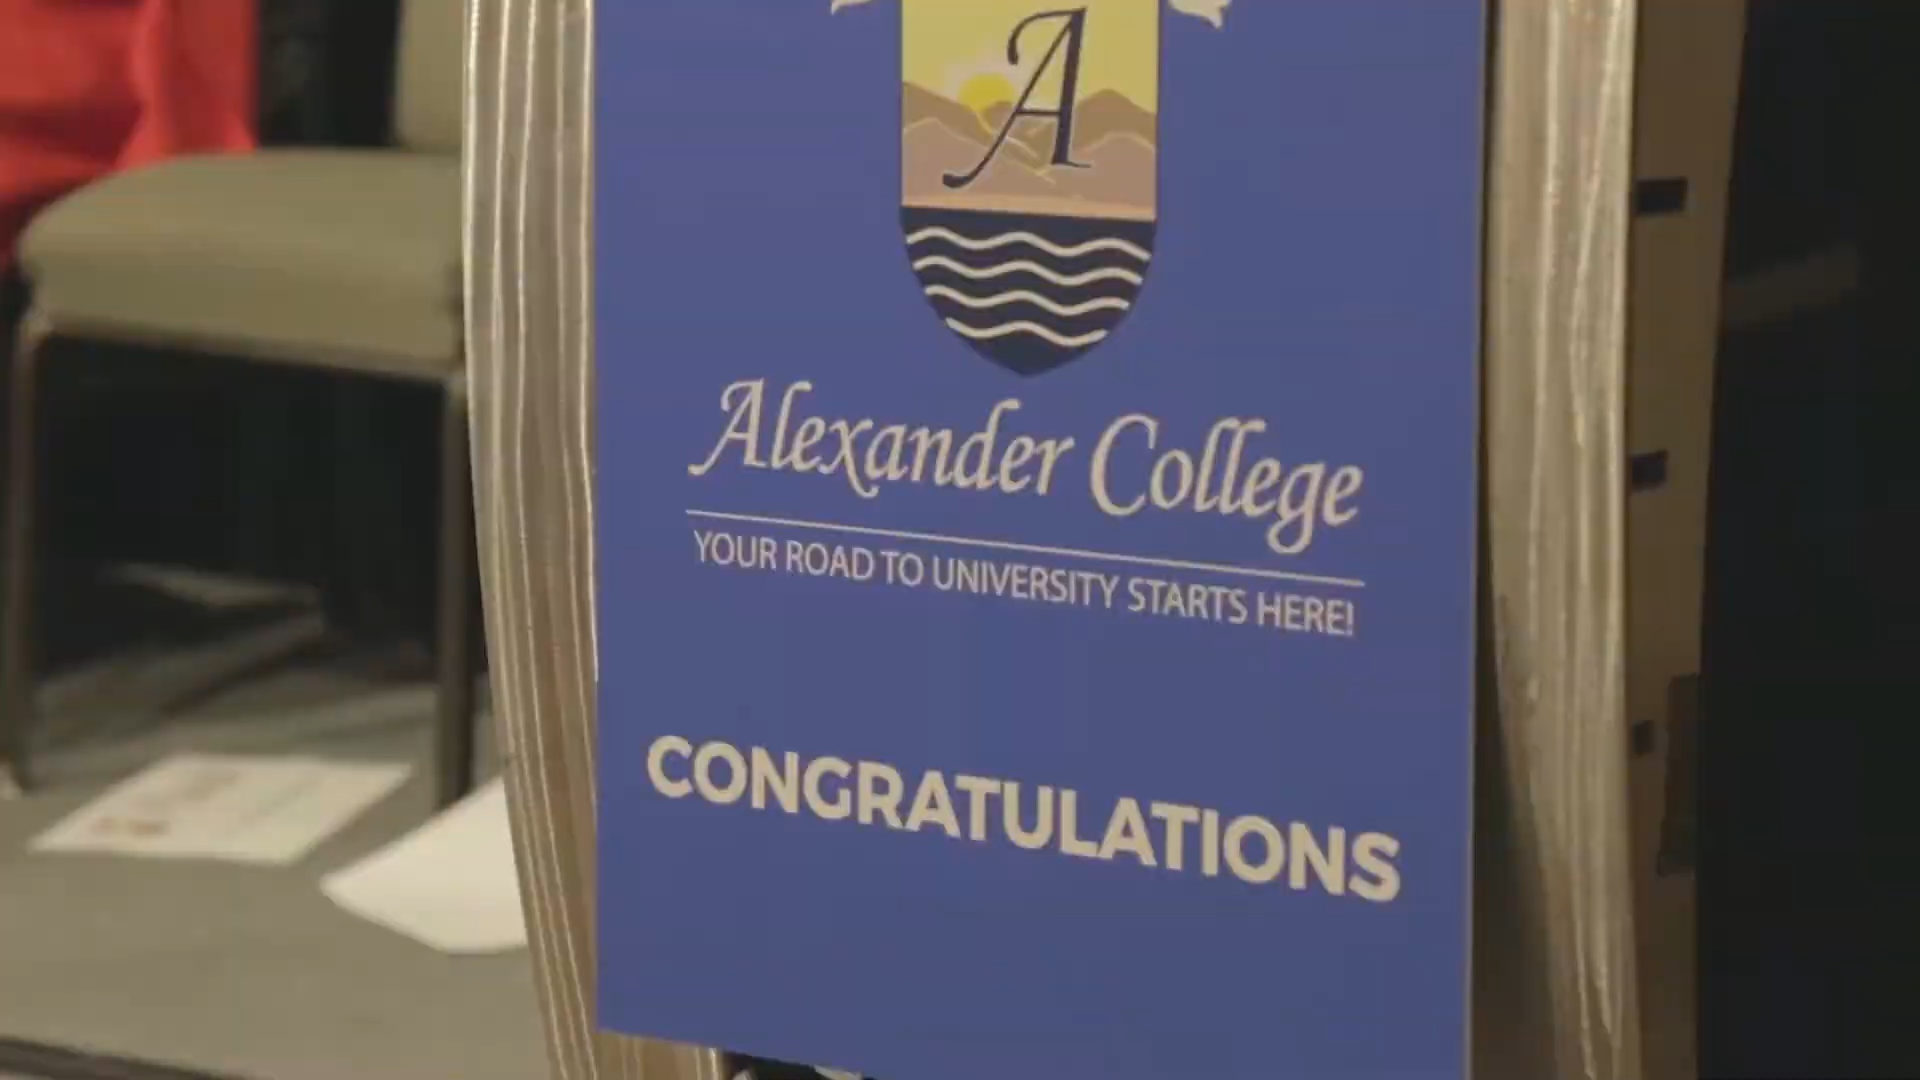 A
Alexander College
YOUR ROAD TO UNIVERSITY STARTS HERE!
CONGRATULATIONS